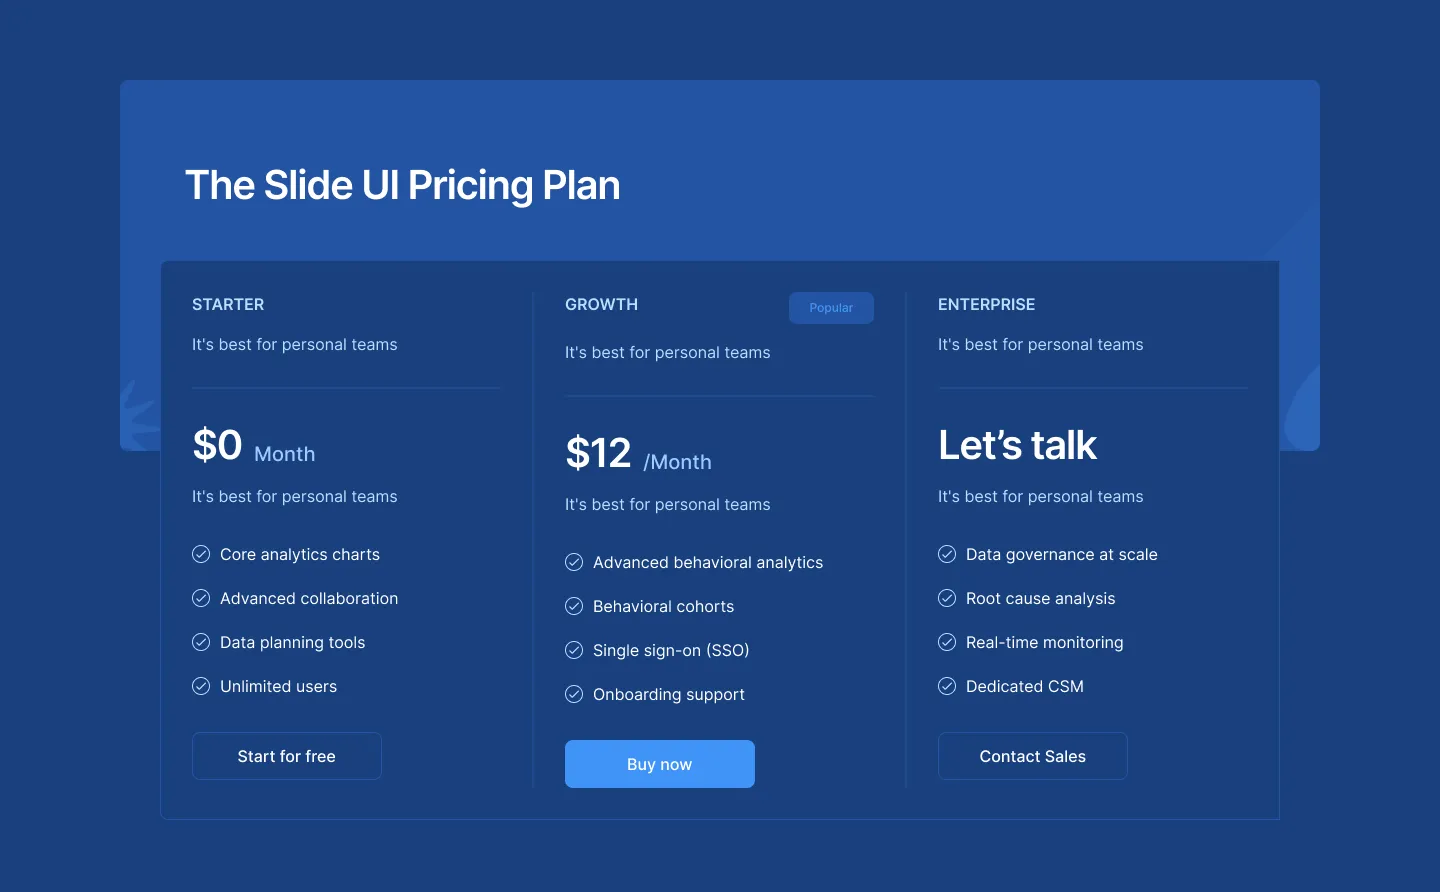 The Slide UI Pricing Plan
STARTER
It's best for personal teams
$0 Month
It's best for personal teams
Core analytics charts
Advanced collaboration
Data planning tools
Unlimited users
Start for free
GROWTH
Popular
It's best for personal teams
$12 /Month
It's best for personal teams
Advanced behavioral analytics
Behavioral cohorts
Single sign-on (SSO)
Onboarding support
Buy now
ENTERPRISE
It's best for personal teams
Let’s talk
It's best for personal teams
Data governance at scale
Root cause analysis
Real-time monitoring
Dedicated CSM
Contact Sales